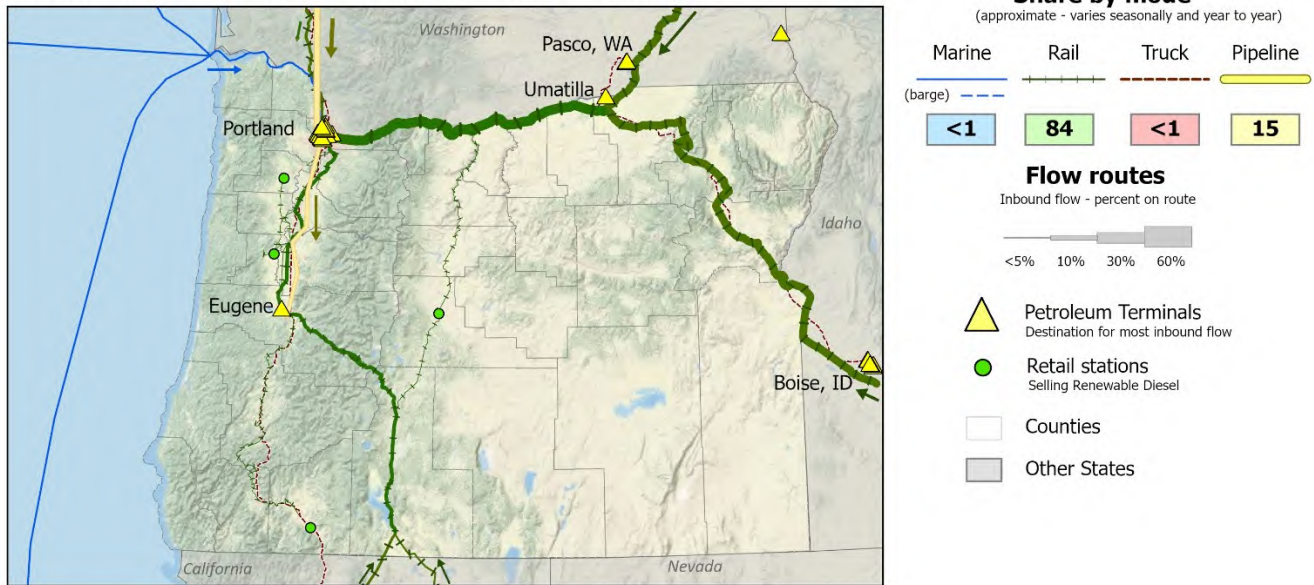 Share by mode
(approximate - varies seasonally and year to year)
Marine Rail Truck Pipeline
(barge)
<1 84 <1 15
Flow routes
Inbound flow - percent on route
<5% 10% 30% 60%
Petroleum Terminals
Destination for most inbound flow
Retail stations
Selling Renewable Diesel
Counties
Other States
Washington
Pasco, WA
Umatilla
Portland
Idaho
Eugene
Boise, ID
California
Nevada